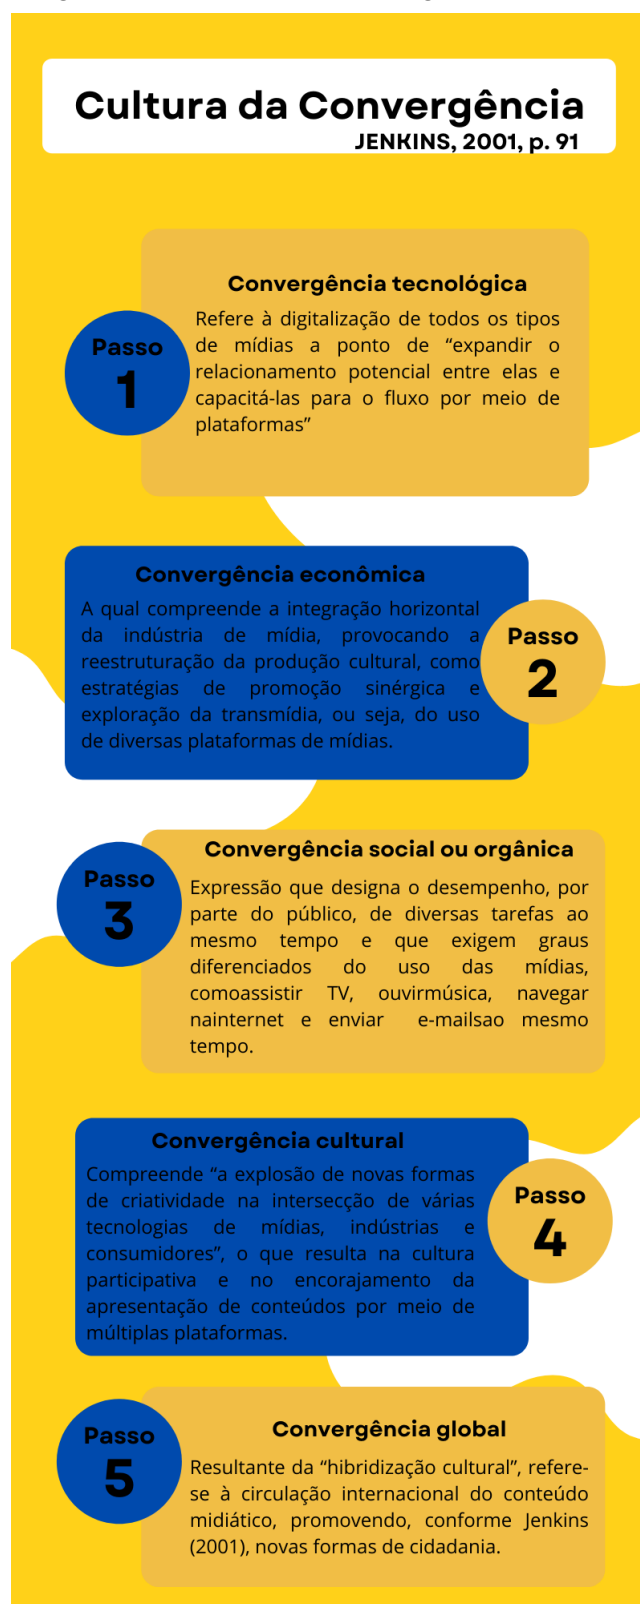 Cultura da Convergência
JENKINS, 2001, p. 91
Convergência tecnológica
Passo
1
Refere à digitalização de todos os tipos
de mídias a ponto de “expandir o
relacionamento potencial entre elas e
capacitá-las para o fluxo por meio de
plataformas”
Convergência econômica
A qual compreende a integração horizontal
da indústria de mídia, provocando a
reestruturação da produção cultural, como
estratégias de promoção sinérgica e
exploração da transmídia, ou seja, do uso
de diversas plataformas de mídias.
Passo
2
Convergência social ou orgânica
Passo
3
Expressão que designa o desempenho, por
parte do público, de diversas tarefas ao
mesmo tempo e que exigem graus
diferenciados do uso das mídias,
comoassistir TV, ouvirmúsica, navegar
nainternet e enviar e-mailsao mesmo
tempo.
Convergência cultural
Compreende “a explosão de novas formas
de criatividade na intersecção de várias
tecnologias de mídias, indústrias e
consumidores”, o que resulta na cultura
participativa e no encorajamento da
apresentação de conteúdos por meio de
múltiplas plataformas.
Passo
4
Convergência global
Passo
5
Resultante da “hibridização cultural”, refere-
se à circulação internacional do conteúdo
midiático, promovendo, conforme Jenkins
(2001), novas formas de cidadania.